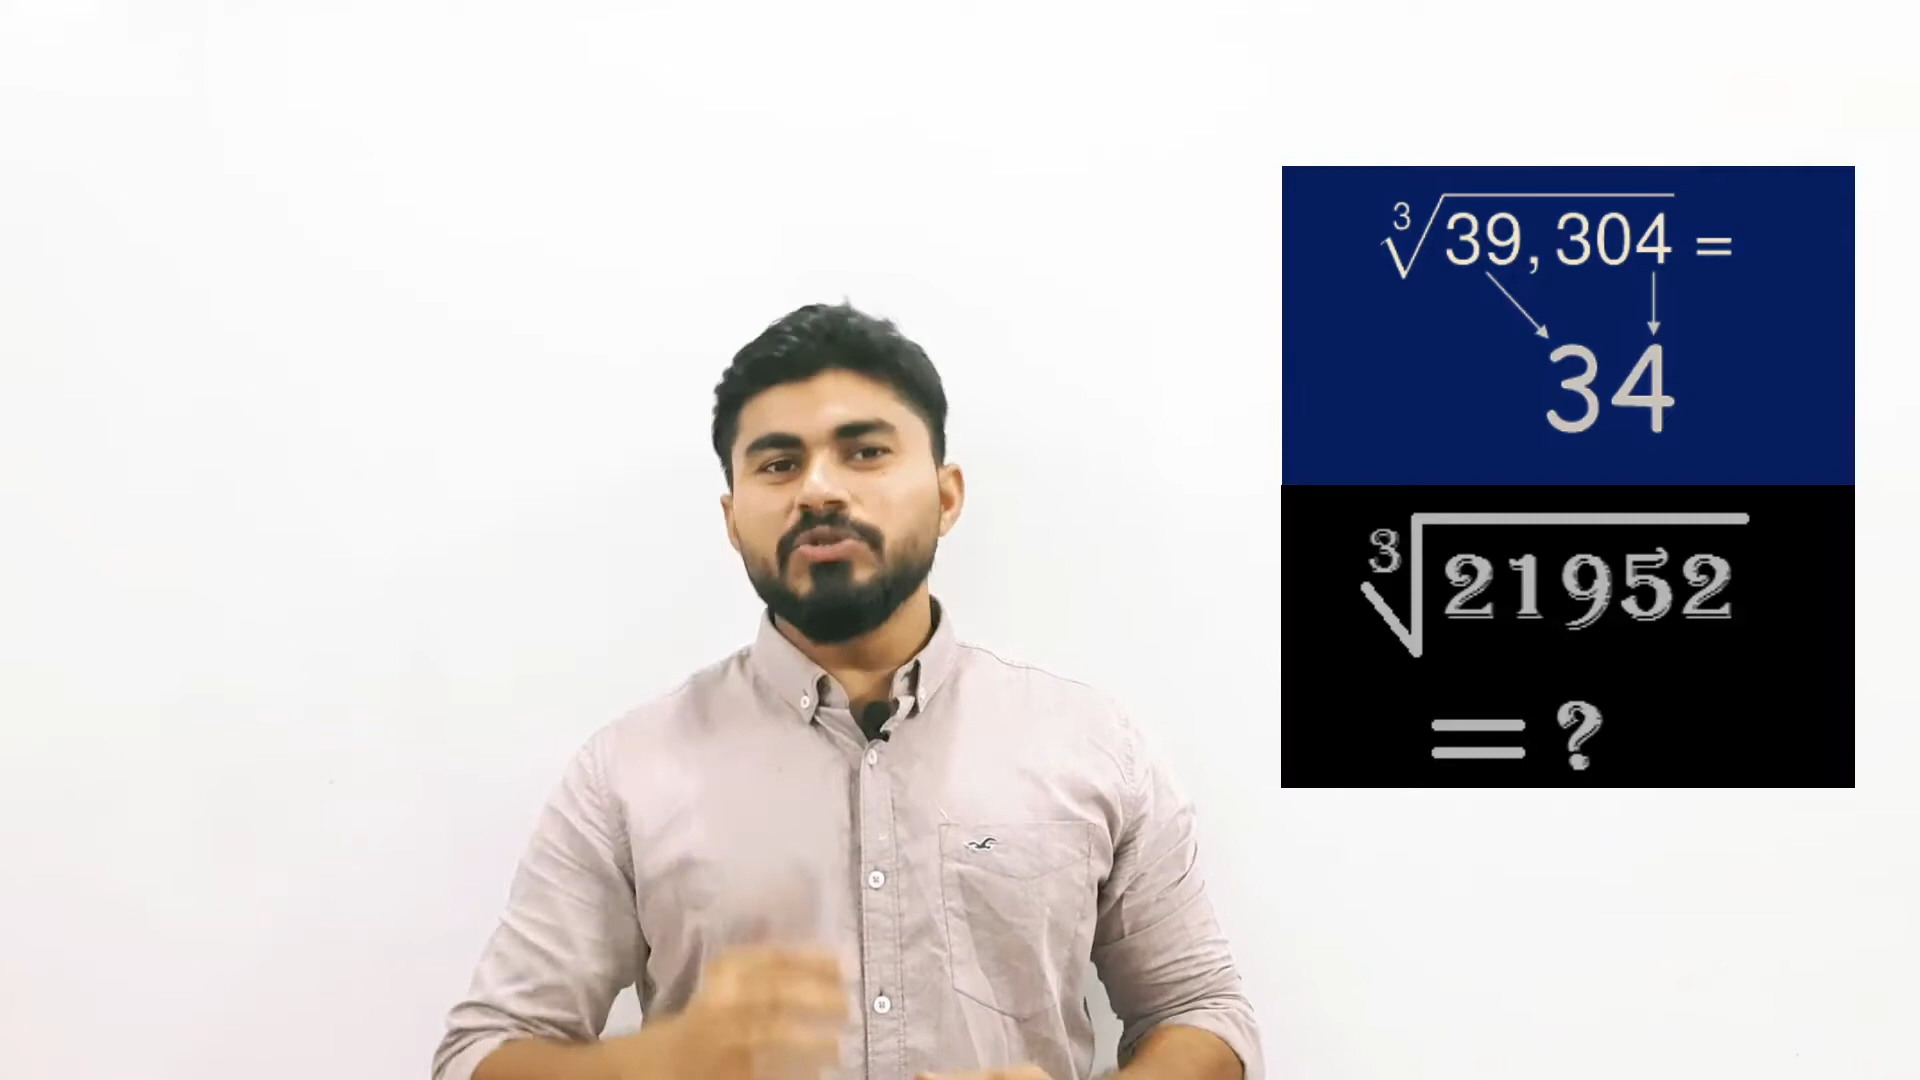 ∛39,304 =
34
∛21952
= ?